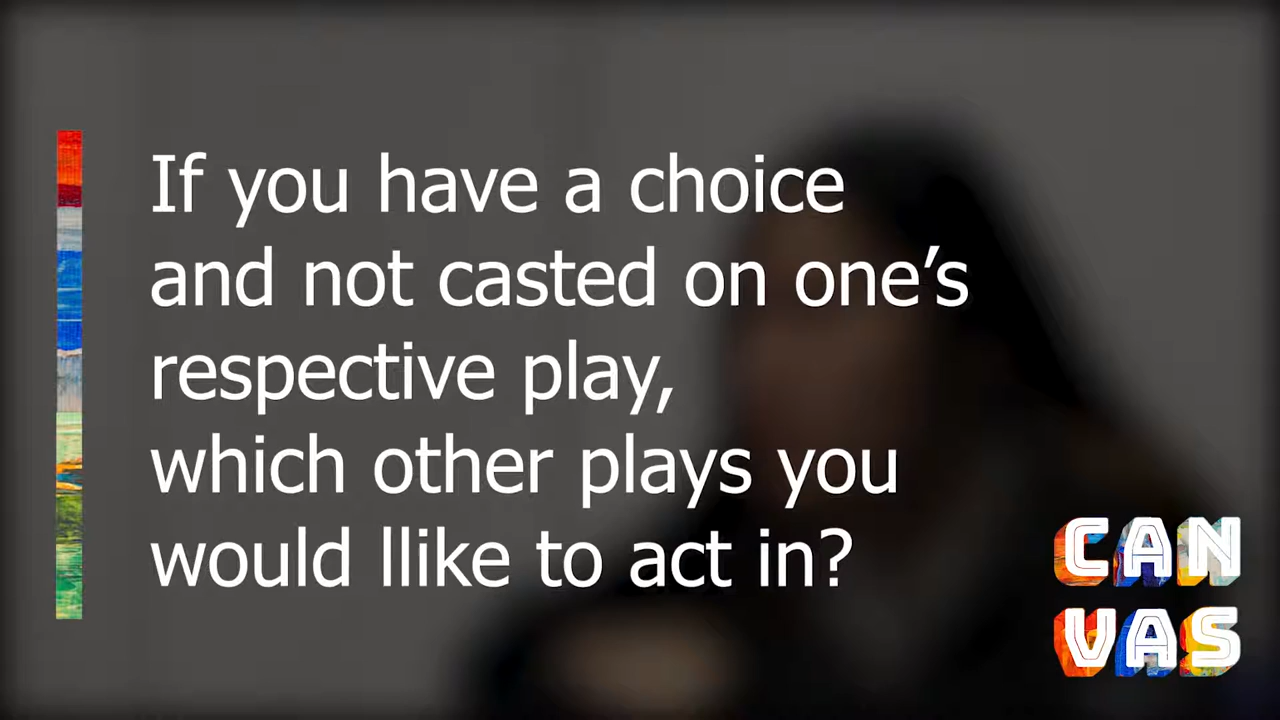 If you have a choice
and not casted on one’s
respective play,
which other plays you
would llike to act in?
CAN
VAS